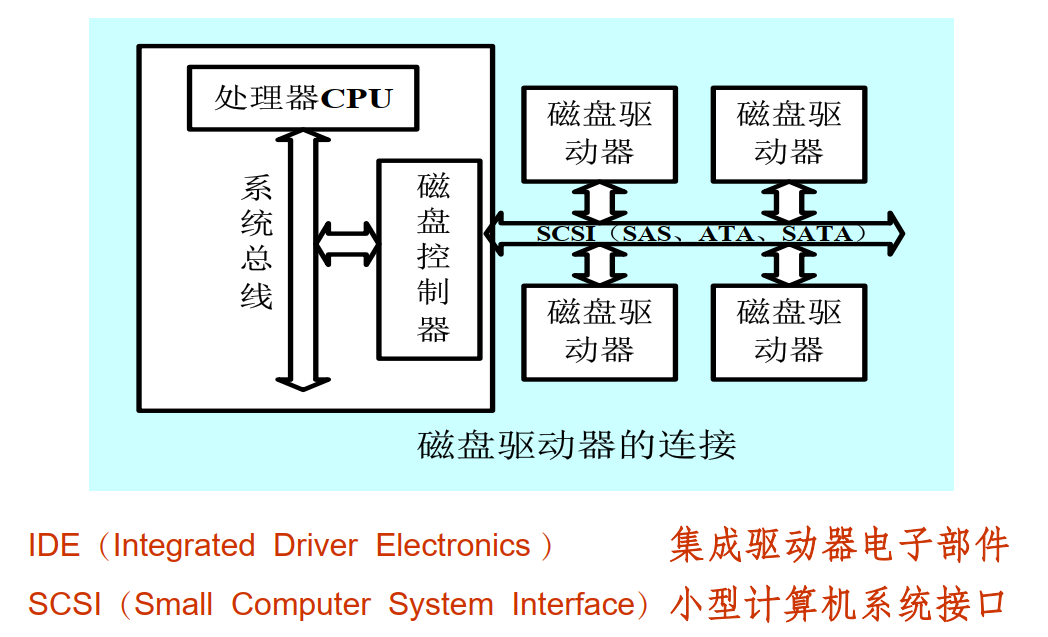 处理器CPU
系统总线
磁盘控制器
磁盘驱
动器
磁盘驱
动器
SCSI（SAS、ATA、SATA）
磁盘驱
动器
磁盘驱
动器
磁盘驱动器的连接
IDE（Integrated Driver Electronics） 集成驱动器电子部件
SCSI（Small Computer System Interface）小型计算机系统接口